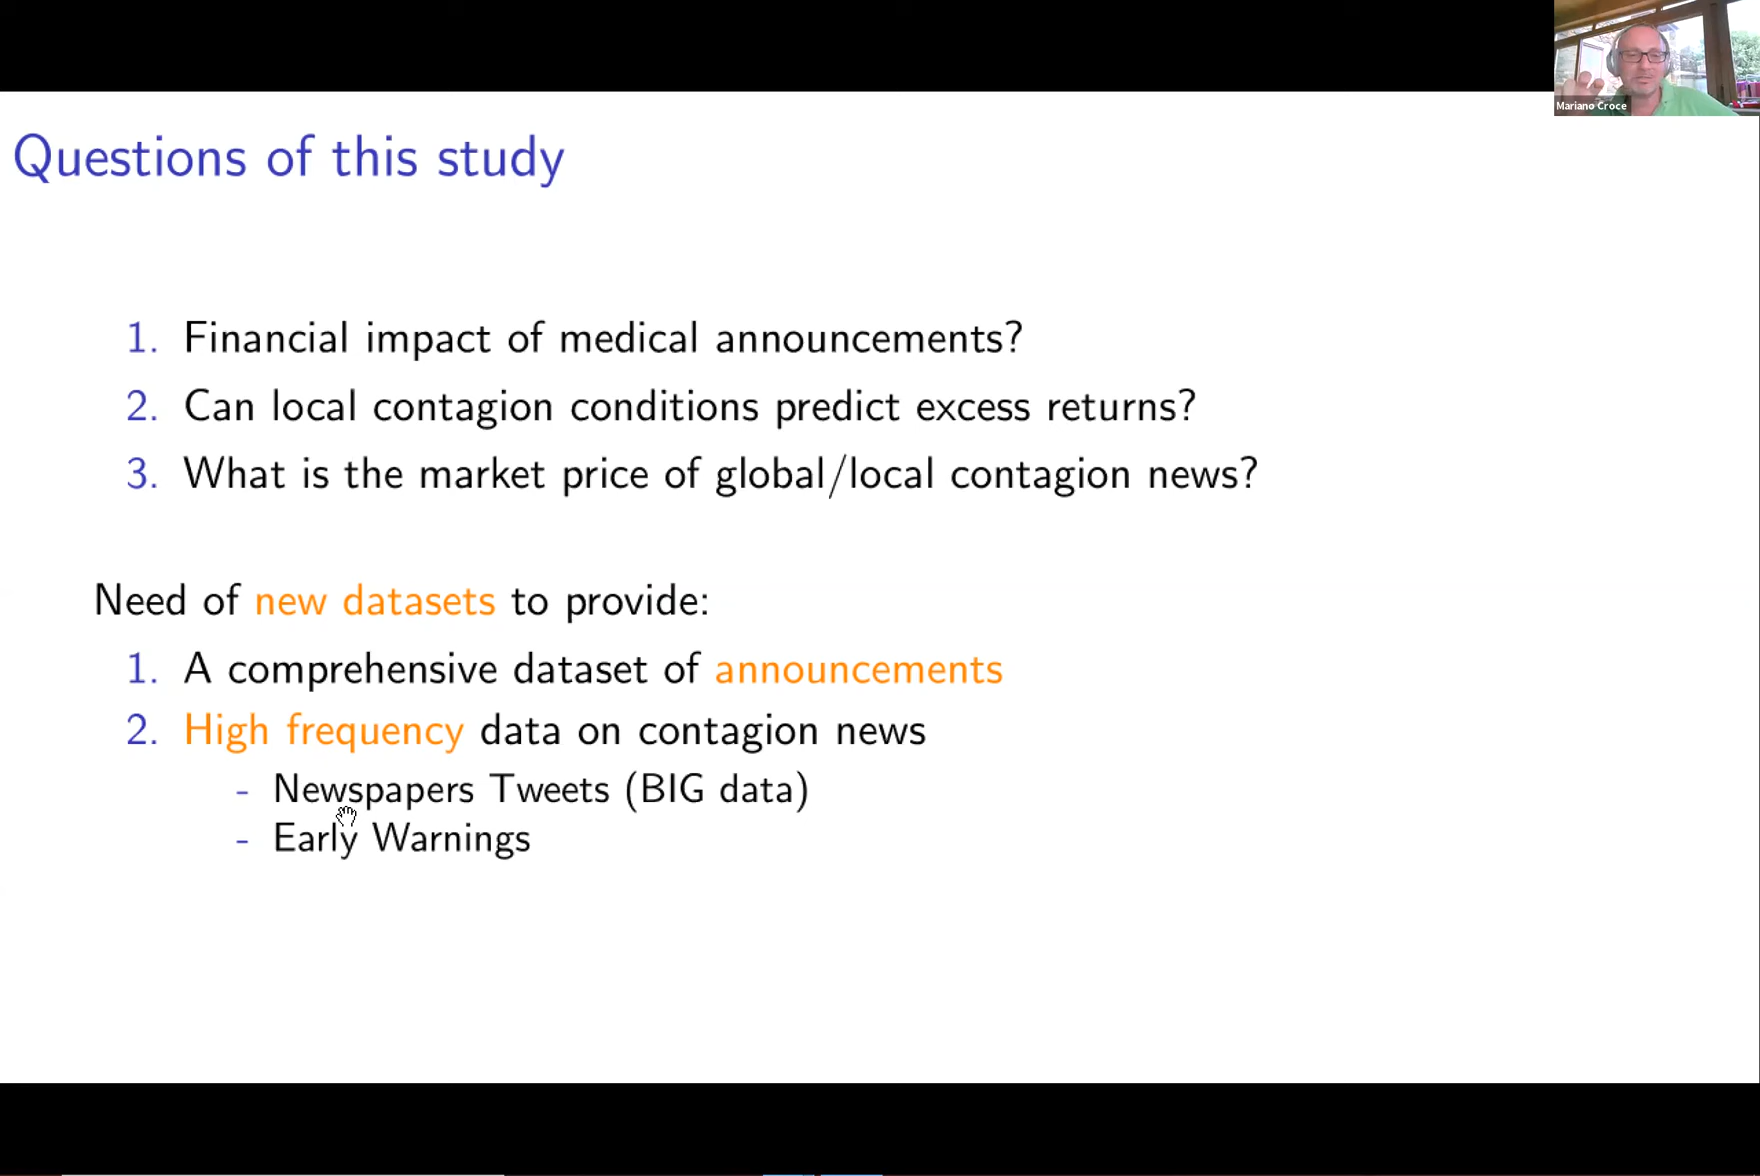 Mariano Croce
Questions of this study
1. Financial impact of medical announcements?
2. Can local contagion conditions predict excess returns?
3. What is the market price of global/local contagion news?
Need of new datasets to provide:
1. A comprehensive dataset of announcements
2. High frequency data on contagion news
- Newspapers Tweets (BIG data)
- Early Warnings